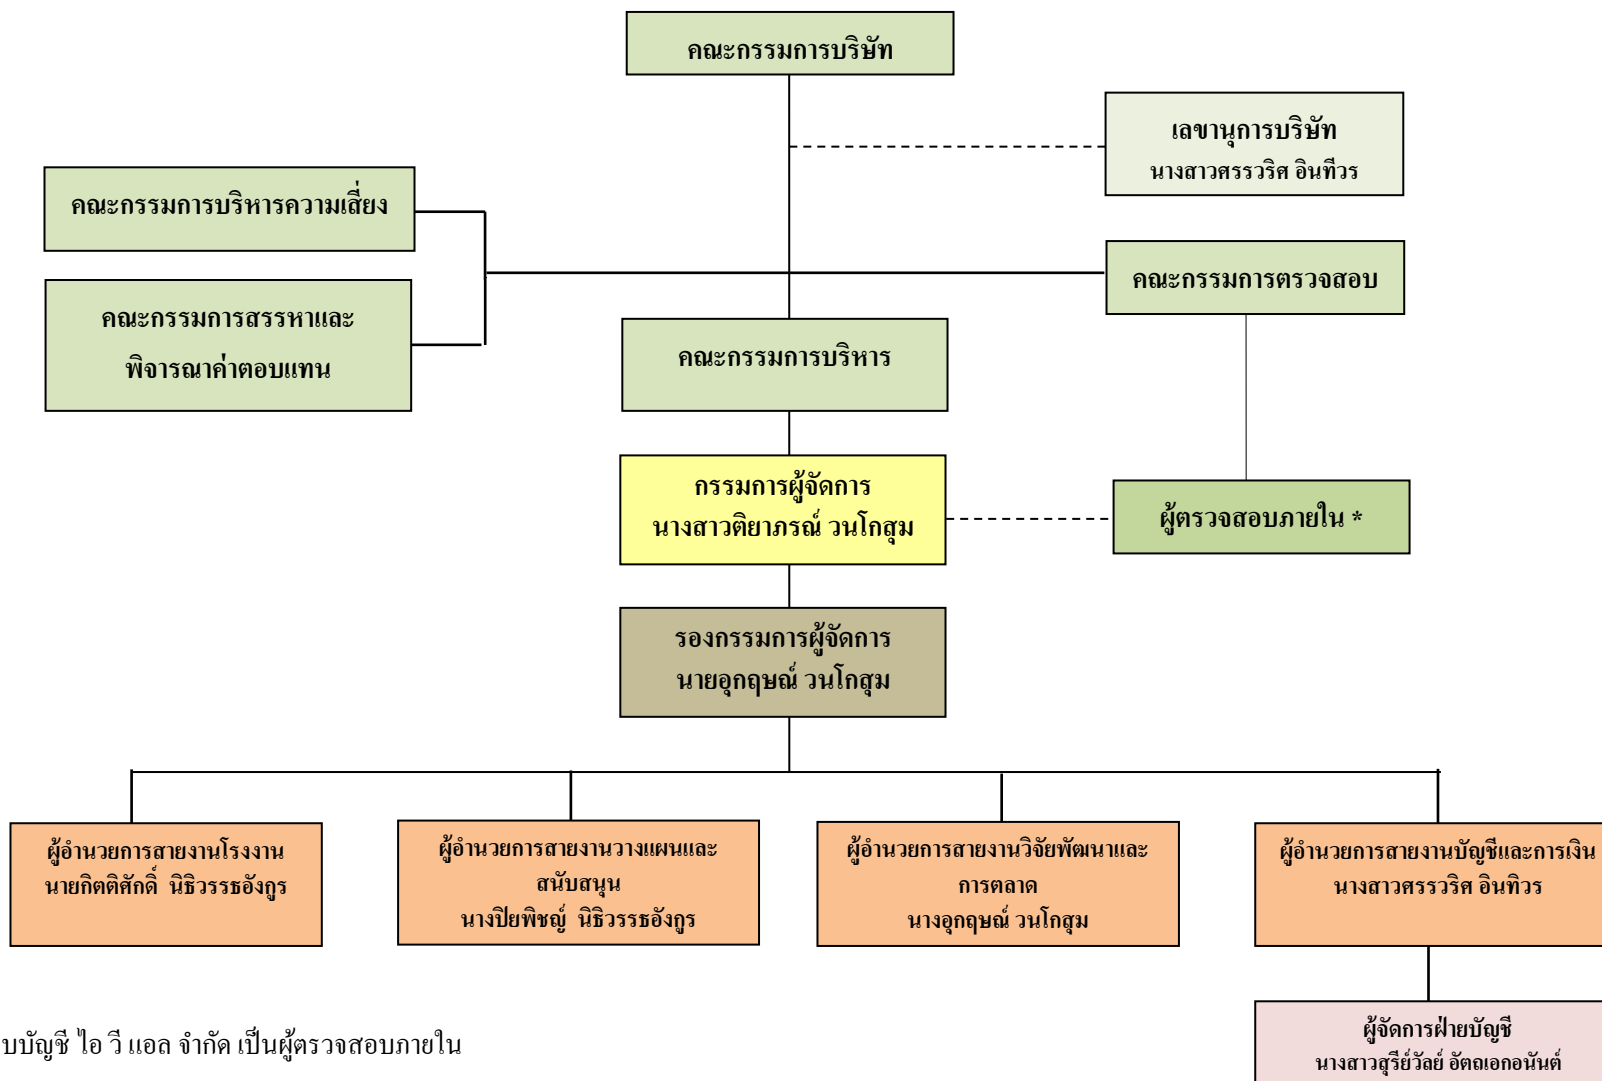 คณะกรรมการบริษัท
เลขานุการบริษัท
นางสาวศรรวริศ อินทีวร
คณะกรรมการบริหารความเสี่ยง
คณะกรรมการตรวจสอบ
คณะกรรมการสรรหาและ
พิจารณาค่าตอบแทน
คณะกรรมการบริหาร
กรรมการผู้จัดการ
นางสาวติยาภรณ์ วนโกสุม
ผู้ตรวจสอบภายใน *
รองกรรมการผู้จัดการ
นายอุกฤษณ์ วนโกสุม
ผู้อำนวยการสายงานโรงงาน
นายกิตติศักดิ์ นิธิวรรธอังกูร
ผู้อำนวยการสายงานวางแผนและ
สนับสนุน
นางปิยพิชญ์ นิธิวรรธอังกูร
ผู้อำนวยการสายงานวิจัยพัฒนาและ
การตลาด
นางอุกฤษณ์ วนโกสุม
ผู้อำนวยการสายงานบัญชีและการเงิน
นางสาวศรรวริศ อินทิวร
ผู้จัดการฝ่ายบัญชี
นางสาวสุรีย์วัลย์ อัตถเอกอนันต์
บบัญชี ไอ วี แอล จำกัด เป็นผู้ตรวจสอบภายใน